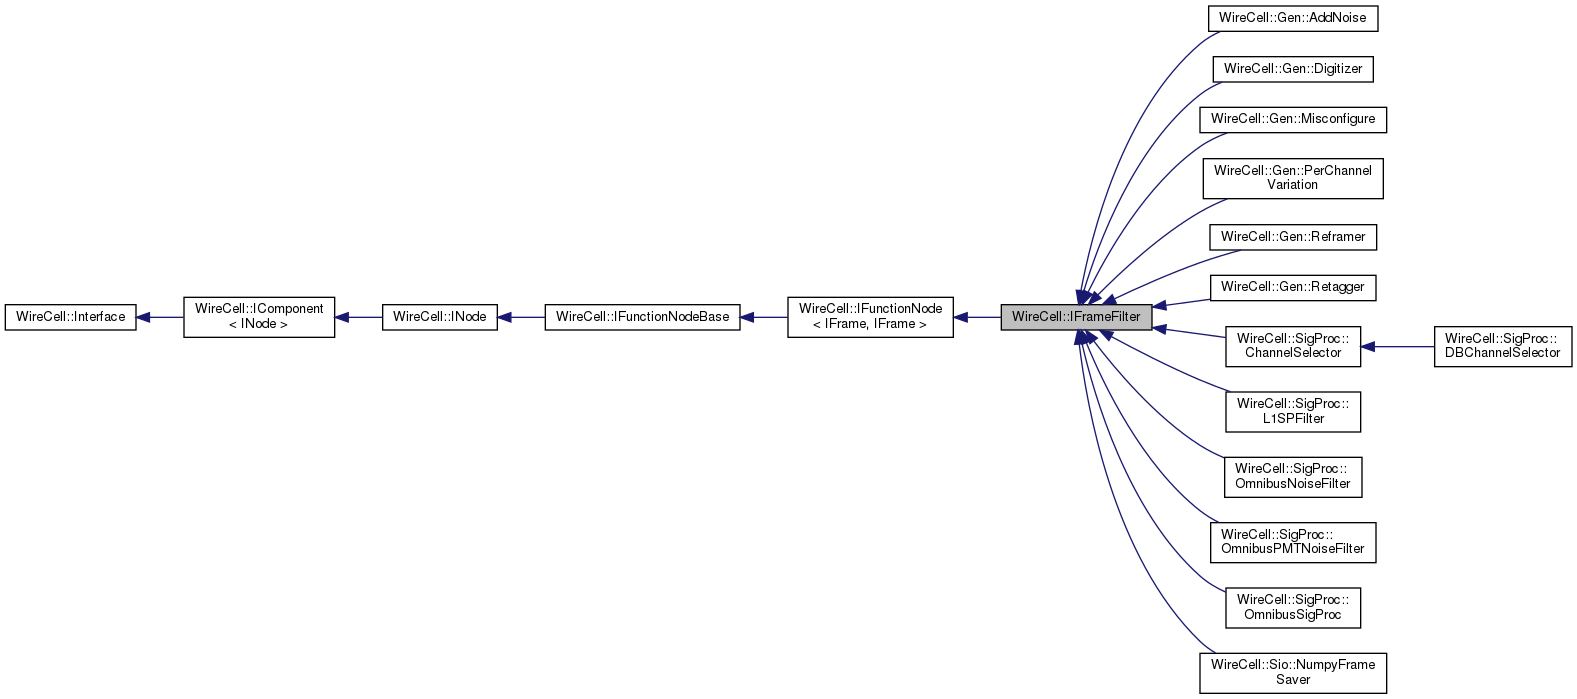 WireCell::Gen::AddNoise
WireCell::Gen::Digitizer
WireCell::Gen::Misconfigure
WireCell::Gen::PerChannel
Variation
WireCell::Gen::Reframer
WireCell::Gen::Retagger
WireCell::Interface
WireCell::IComponent
< INode >
WireCell::INode
WireCell::IFunctionNodeBase
WireCell::IFunctionNode
< IFrame, IFrame >
WireCell::IFrameFilter
WireCell::SigProc::
ChannelSelector
WireCell::SigProc::
DBChannelSelector
WireCell::SigProc::
L1SPFilter
WireCell::SigProc::
OmnibusNoiseFilter
WireCell::SigProc::
OmnibusPMTNoiseFilter
WireCell::SigProc::
OmnibusSigProc
WireCell::Sio::NumpyFrame
Saver